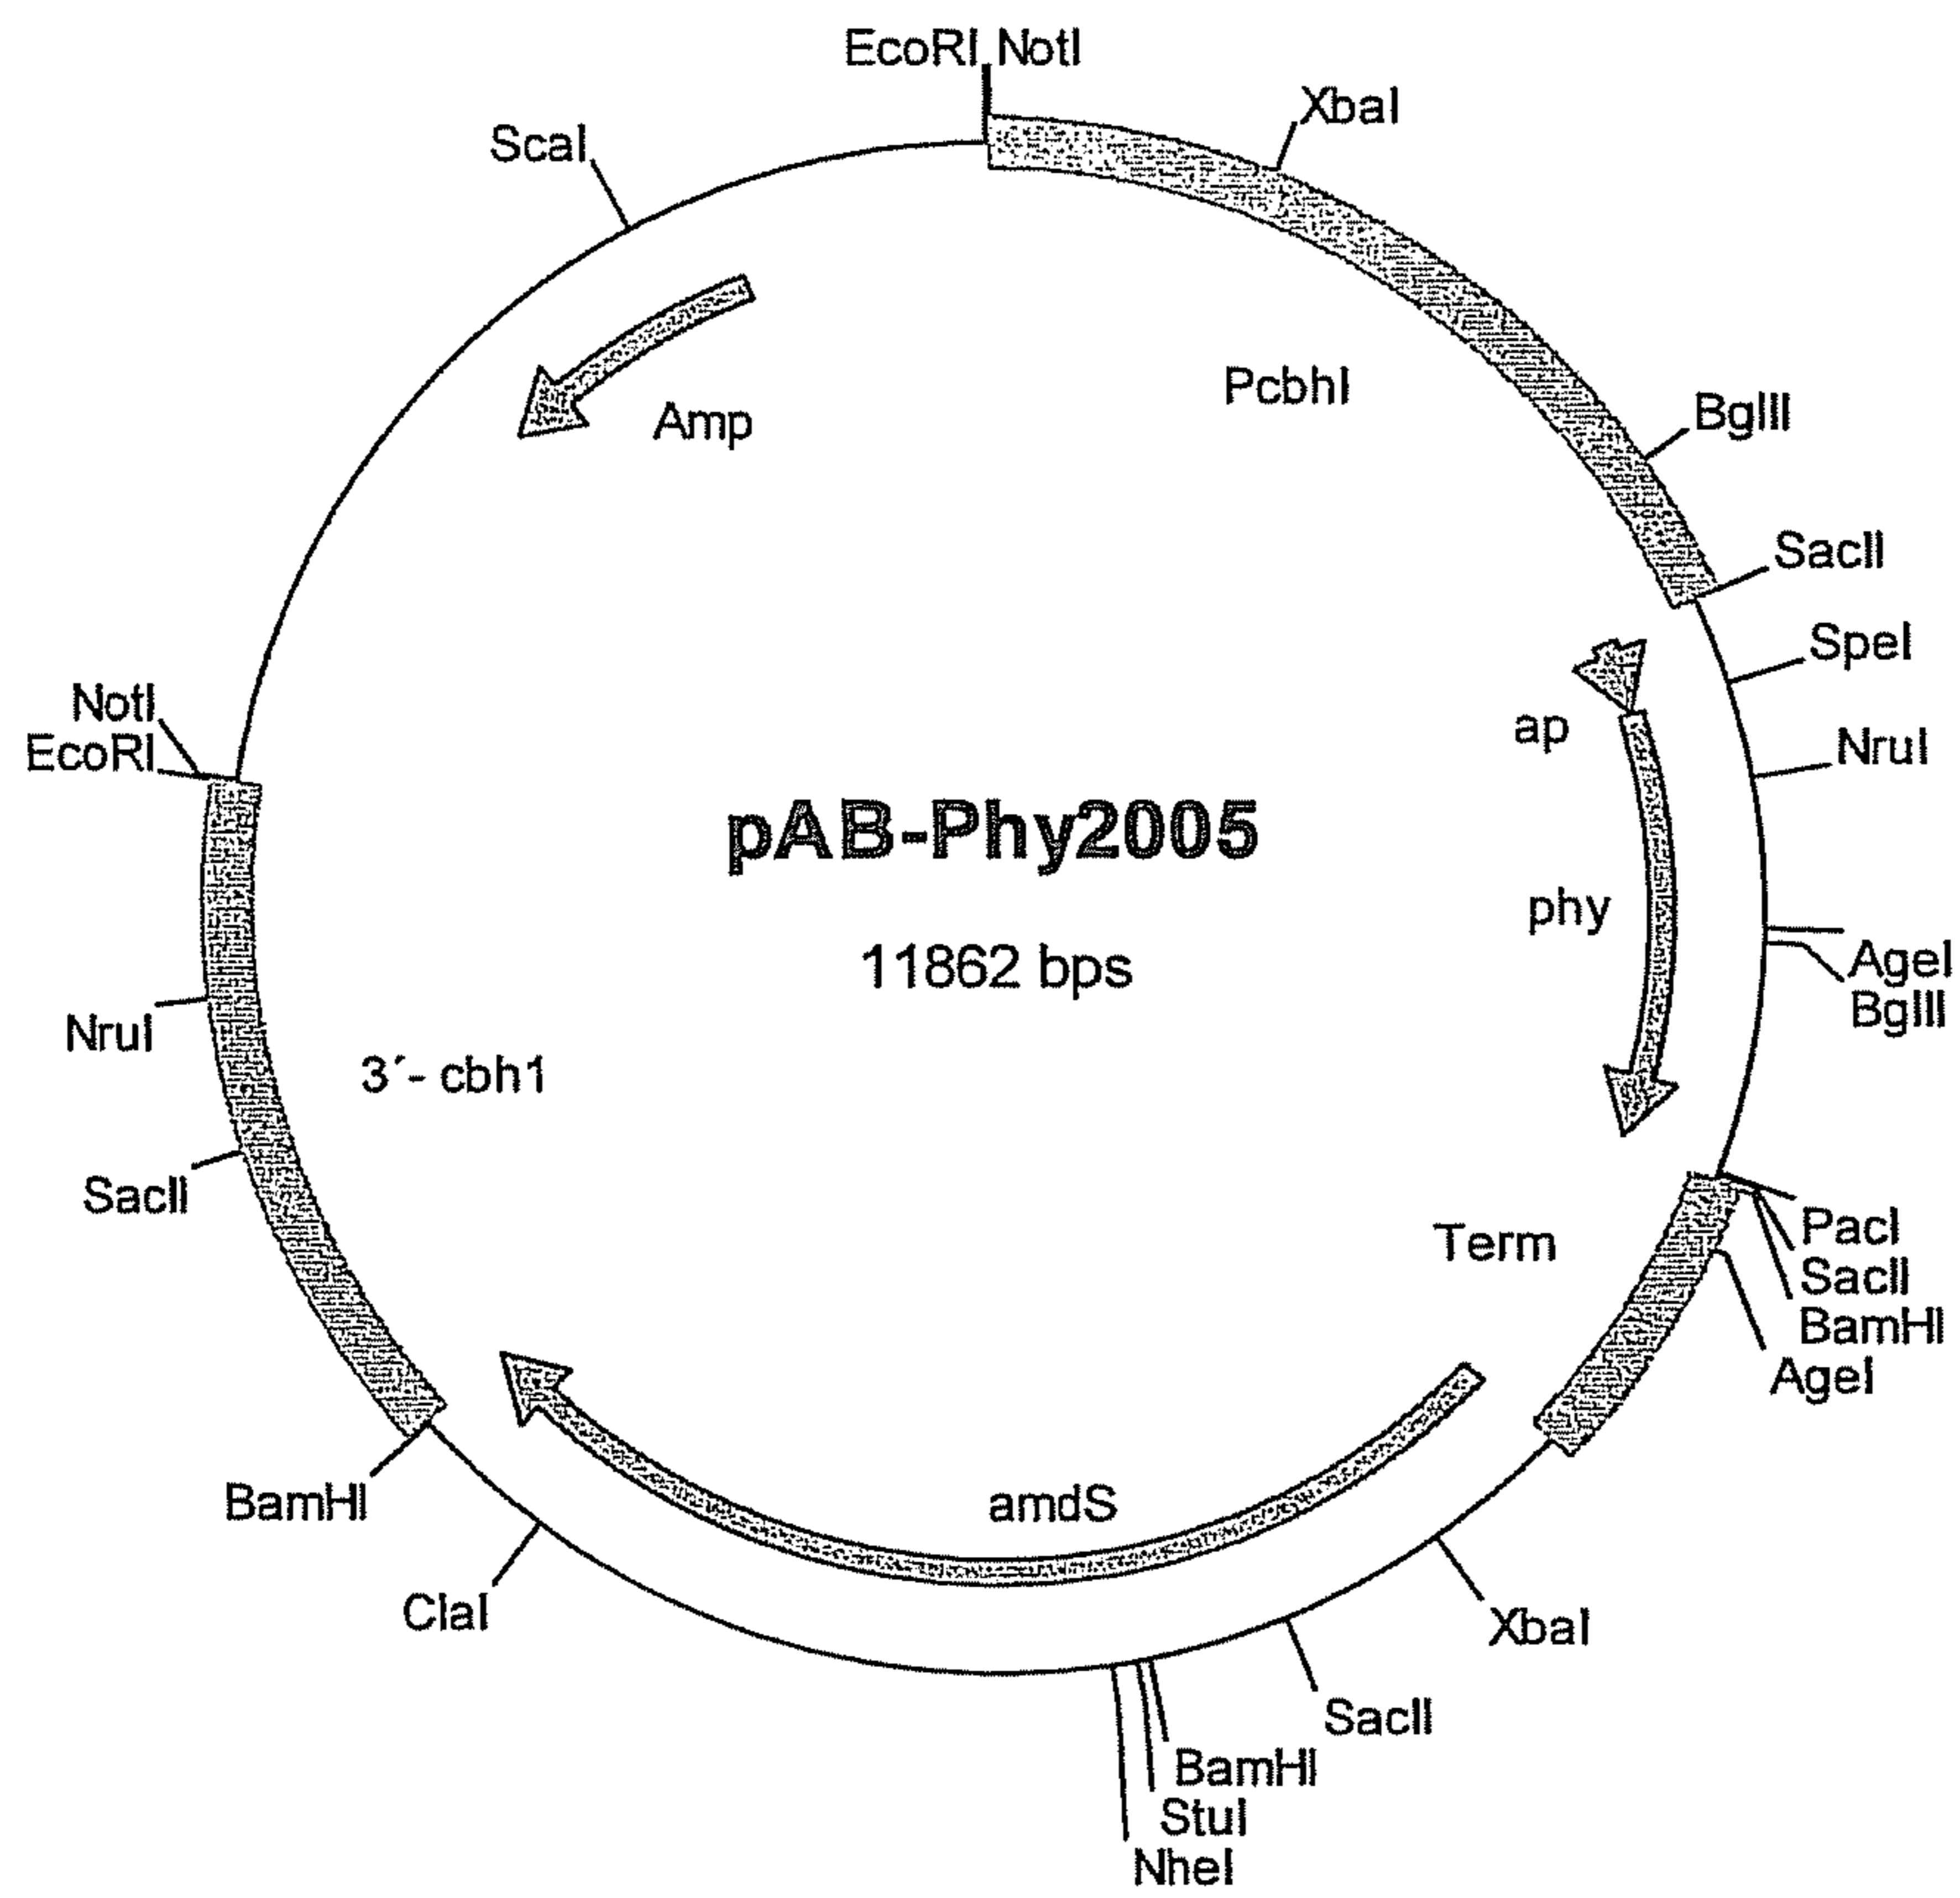 EcoRI NotI
XbaI
ScaI
PcbhI
BglII
Amp
SacII
SpeI
NotI
EcoRI
ap
NruI
pAB-Phy2005
phy
11862 bps
AgeI
BglII
NruI
3´- cbh1
SacII
Term
PacI
SacII
BamHI
AgeI
BamHI
amdS
ClaI
XbaI
SacII
BamHI
StuI
NheI